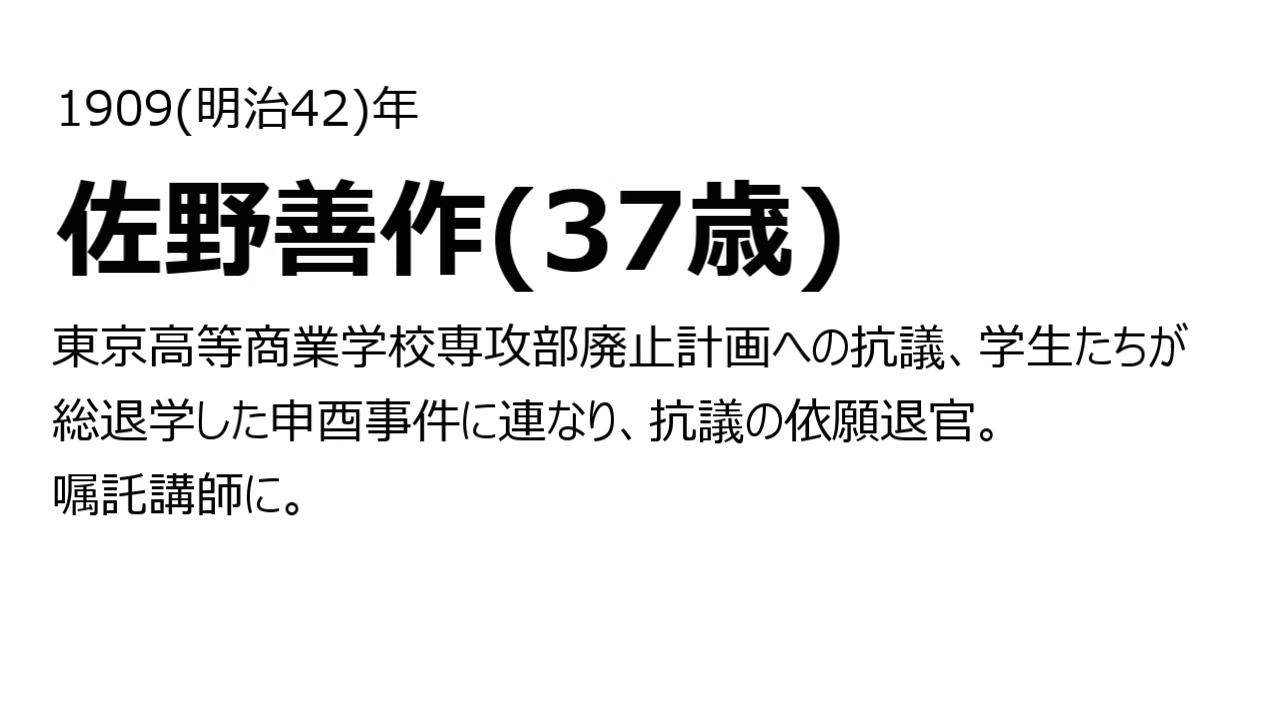 1909(明治42)年
佐野善作(37歳)
東京高等商業学校専攻部廃止計画への抗議、学生たちが
総退学した申酉事件に連なり、抗議の依願退官。
嘱託講師に。